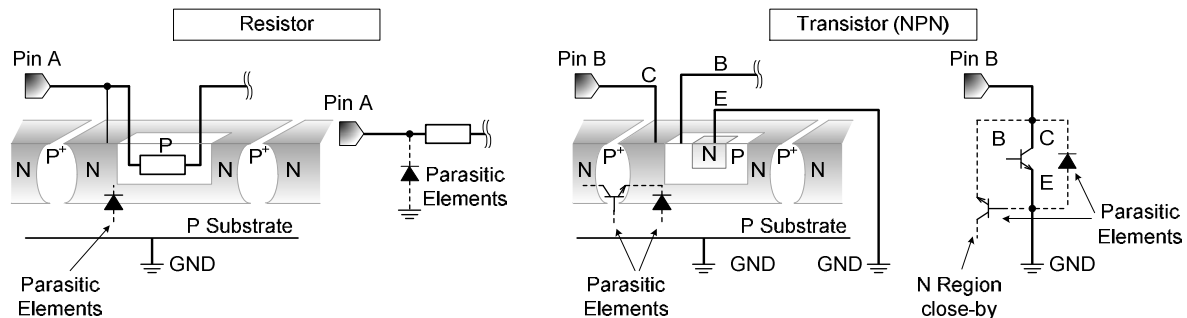 Resistor
Transistor (NPN)
Pin A
Pin A
N
P+
N
P
N
P+
N
Parasitic
Elements
P Substrate
GND
Parasitic
Elements
Pin B
C
B
E
N
P+
N
N
P
N
P+
N
P Substrate
GND
GND
Parasitic
Elements
Pin B
B
C
E
Parasitic
Elements
GND
N Region
close-by